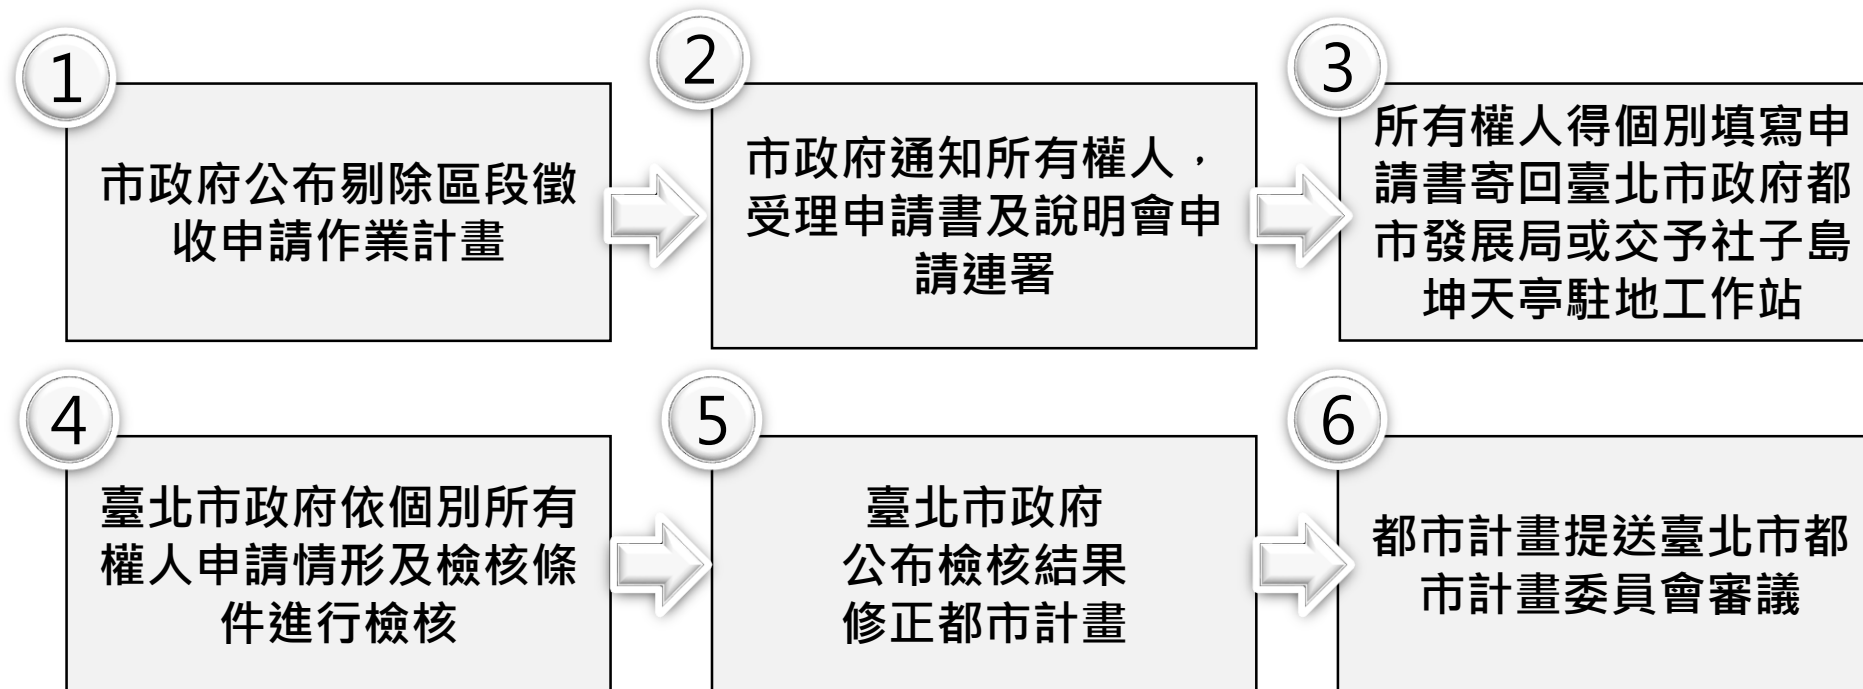 1
市政府公布剔除區段徵
收申請作業計畫
2
市政府通知所有權人，
受理申請書及說明會申
請連署
3
所有權人得個別填寫申
請書寄回臺北市政府都
市發展局或交予社子島
坤天亭駐地工作站
4
臺北市政府依個別所有
權人申請情形及檢核條
件進行檢核
5
臺北市政府
公布檢核結果
修正都市計畫
6
都市計畫提送臺北市都
市計畫委員會審議